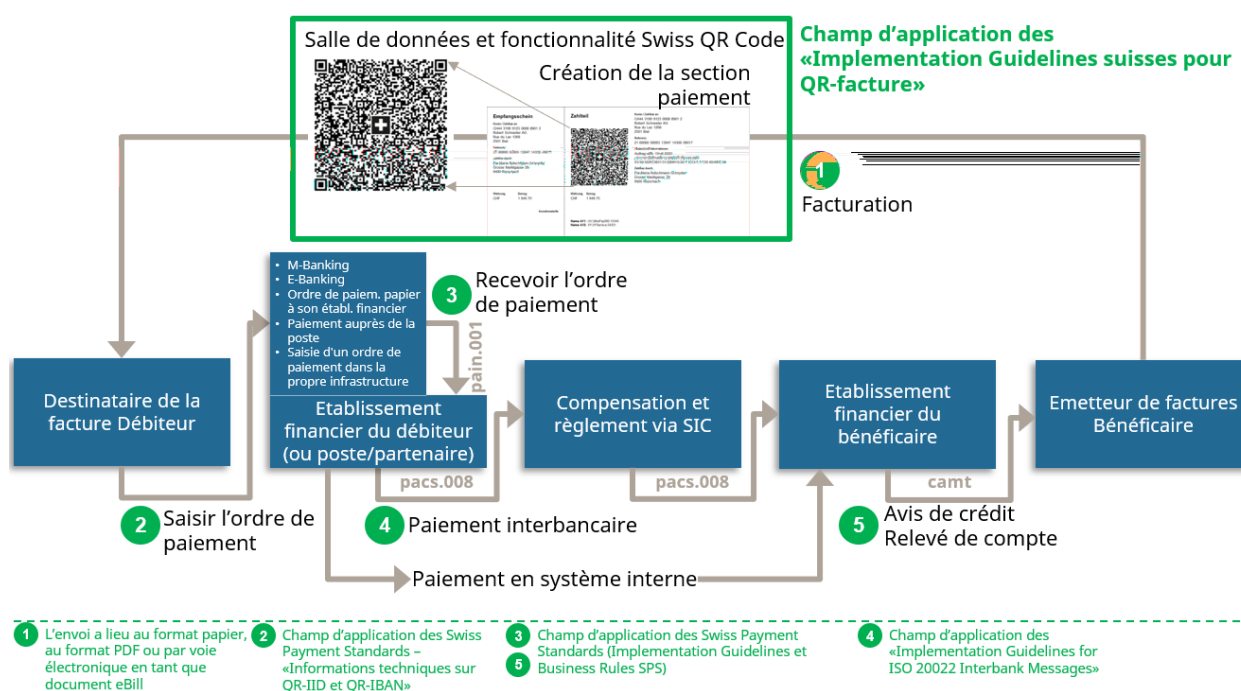 Salle de données et fonctionnalité Swiss QR Code
Création de la section
paiement
Champ d’application des
«Implementation Guidelines suisses pour
QR-facture»
Empfangsschein
Zahlteil
1
Facturation
• M-Banking
• E-Banking
• Ordre de paiem. papier
à son établ. financier
• Paiement auprès de la
poste
• Saisie d'un ordre de
paiement dans la
propre infrastructure
3
Recevoir l’ordre
de paiement
pain.001
Destinataire de la
facture Débiteur
Etablissement
financier du débiteur
(ou poste/partenaire)
Compensation et
règlement via SIC
Etablissement
financier du
bénéficaire
Emetteur de factures
Bénéficaire
pacs.008
pacs.008
camt
2
Saisir l’ordre de
paiement
4
Paiement interbancaire
5
Avis de crédit
Relevé de compte
Paiement en système interne
1
L’envoi a lieu au format papier,
au format PDF ou par voie
électronique en tant que
document eBill
2
Champ d’application des Swiss
Payment Standards –
«Informations techniques sur
QR-IID et QR-IBAN»
3
5
Champ d’application des Swiss Payment
Standards (Implementation Guidelines et
Business Rules SPS)
4
Champ d’application des
«Implementation Guidelines for
ISO 20022 Interbank Messages»